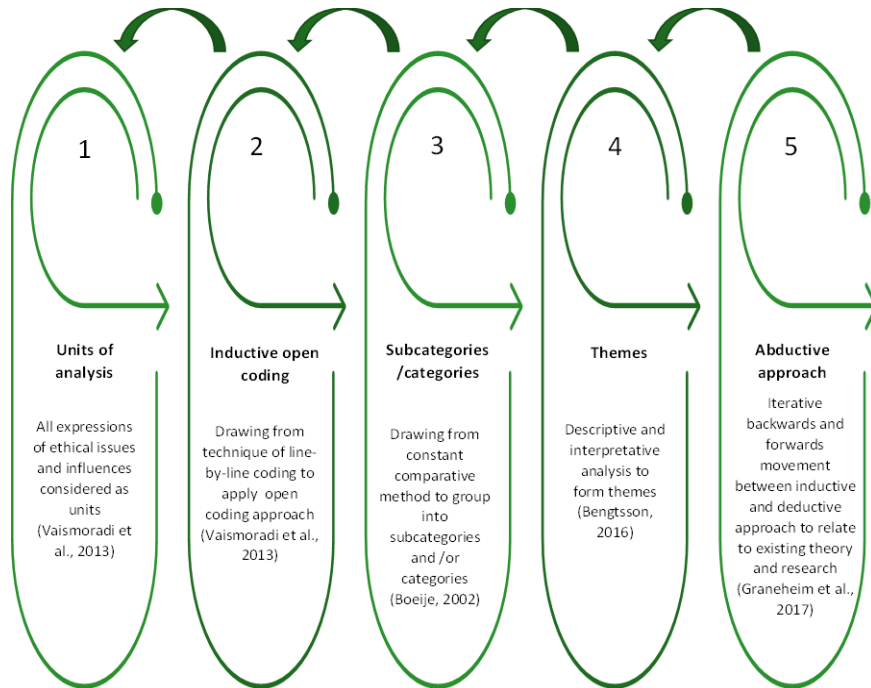 1
Units of
analysis
All expressions
of ethical issues
and influences
considered as
units
(Vaismoradi et
al., 2013)
2
Inductive open
coding
Drawing from
technique of line-
by-line coding to
apply open
coding approach
(Vaismoradi et al.,
2013)
3
Subcategories
/categories
Drawing from
constant
comparative
method to group
into
subcategories
and /or
categories
(Boeije, 2002)
4
Themes
Descriptive and
interpretative
analysis to
form themes
(Bengtsson,
2016)
5
Abductive
approach
Iterative
backwards and
forwards
movement
between inductive
and deductive
approach to relate
to existing theory
and research
(Graneheim et al.,
2017)